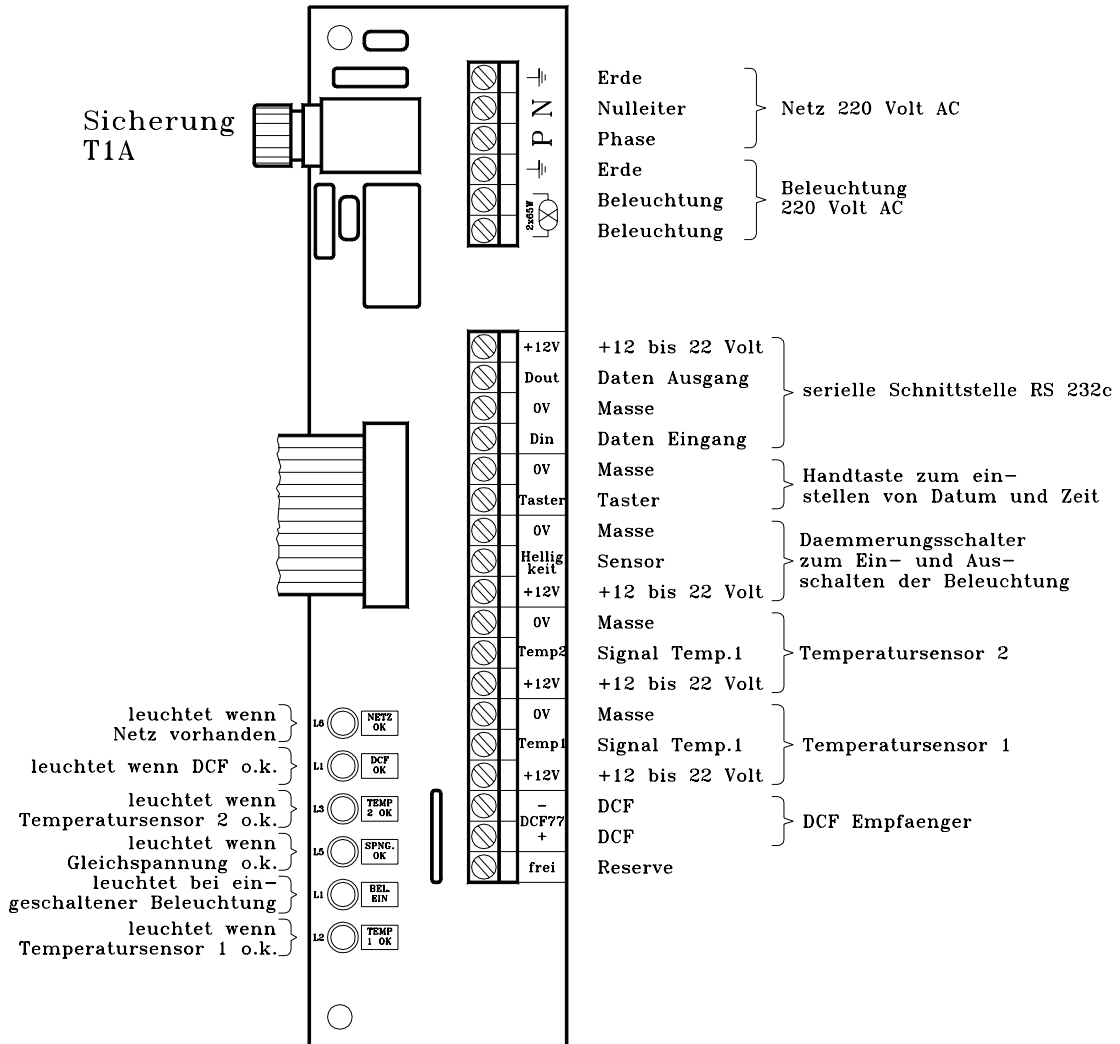 Sicherung
T1A
N
P
2x65W
Erde
Nulleiter
Phase
Netz 220 Volt AC
Erde
Beleuchtung
Beleuchtung
Beleuchtung
220 Volt AC
+12V
+12 bis 22 Volt
Dout
Daten Ausgang
0V
Masse
Din
Daten Eingang
serielle Schnittstelle RS 232c
0V
Masse
Taster
Taster
Handtaste zum ein-
stellen von Datum und Zeit
0V
Masse
Hellig
keit
Sensor
+12V
+12 bis 22 Volt
Daemmerungsschalter
zum Ein- und Aus-
schalten der Beleuchtung
0V
Masse
Temp2
Signal Temp.1
+12V
+12 bis 22 Volt
Temperatursensor 2
0V
Masse
Temp1
Signal Temp.1
+12V
+12 bis 22 Volt
Temperatursensor 1
-
DCF77
+
DCF
DCF
DCF Empfaenger
frei
Reserve
leuchtet wenn
Netz vorhanden
L6
NETZ
OK
leuchtet wenn DCF o.k.
L1
DCF
OK
leuchtet wenn
Temperatursensor 2 o.k.
L3
TEMP
2 OK
leuchtet wenn
Gleichspannung o.k.
L5
SPNG.
OK
leuchtet bei ein-
geschaltener Beleuchtung
L1
BEL.
EIN
leuchtet wenn
Temperatursensor 1 o.k.
L2
TEMP
1 OK